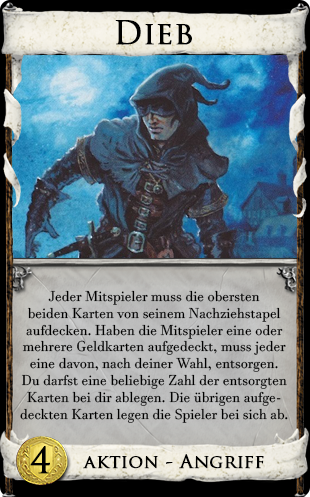 Dieb
Jeder Mitspieler muss die obersten
beiden Karten von seinem Nachziehstapel
aufdecken. Haben die Mitspieler eine oder
mehrere Geldkarten aufgedeckt, muss jeder
eine davon, nach deiner Wahl, entsorgen.
Du darfst eine beliebige Zahl der entsorgten
Karten bei dir ablegen. Die übrigen aufge-
deckten Karten legen die Spieler bei sich ab.
4 AKTION - ANGRIFF